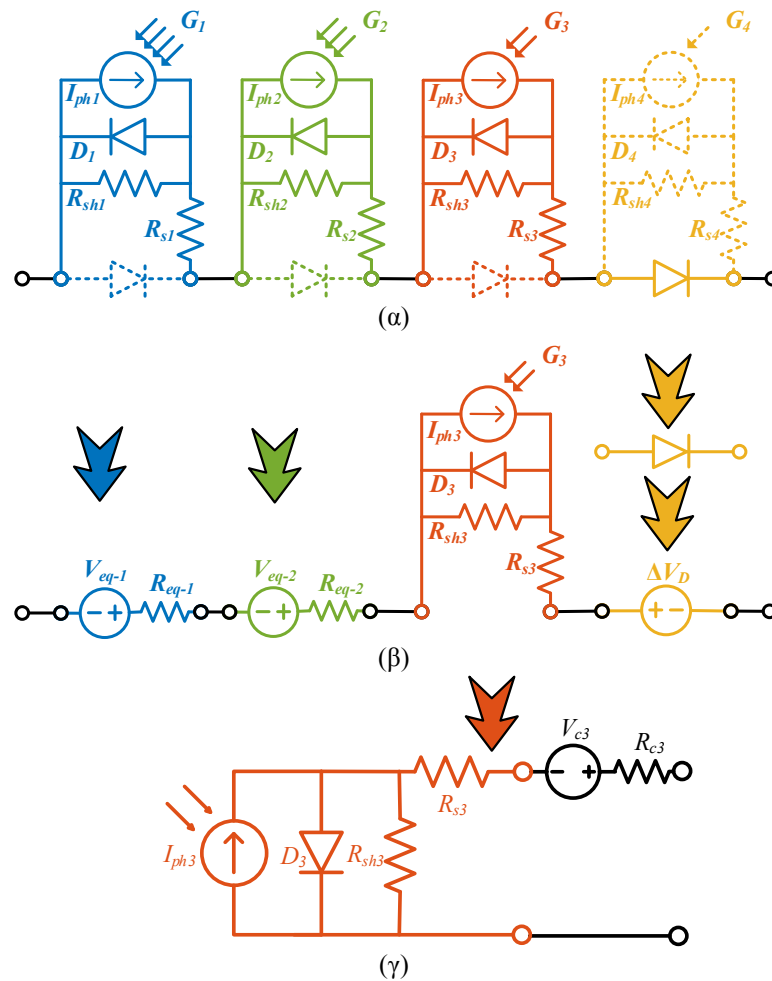 G1 G2 G3 G4
Iph1 Iph2 Iph3 Iph4
D1 D2 D3 D4
Rsh1 Rsh2 Rsh3 Rsh4
Rs1 Rs2 Rs3 Rs4
(α)
G3
Iph3
D3
Rsh3
Rs3
Veq-1 Req-1 Veq-2 Req-2 ΔVD
(β)
Vc3 Rc3
Rs3
Iph3 D3 Rsh3
(γ)